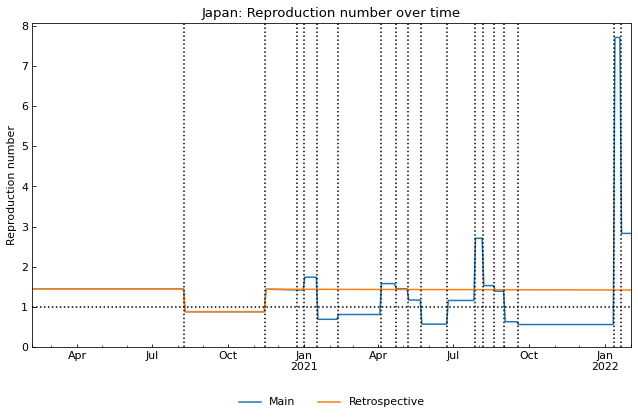 Japan: Reproduction number over time
Reproduction number
8
7
6
5
4
3
2
1
0
Apr
Jul
Oct
Jan
2021
Apr
Jul
Oct
Jan
2022
Main
Retrospective